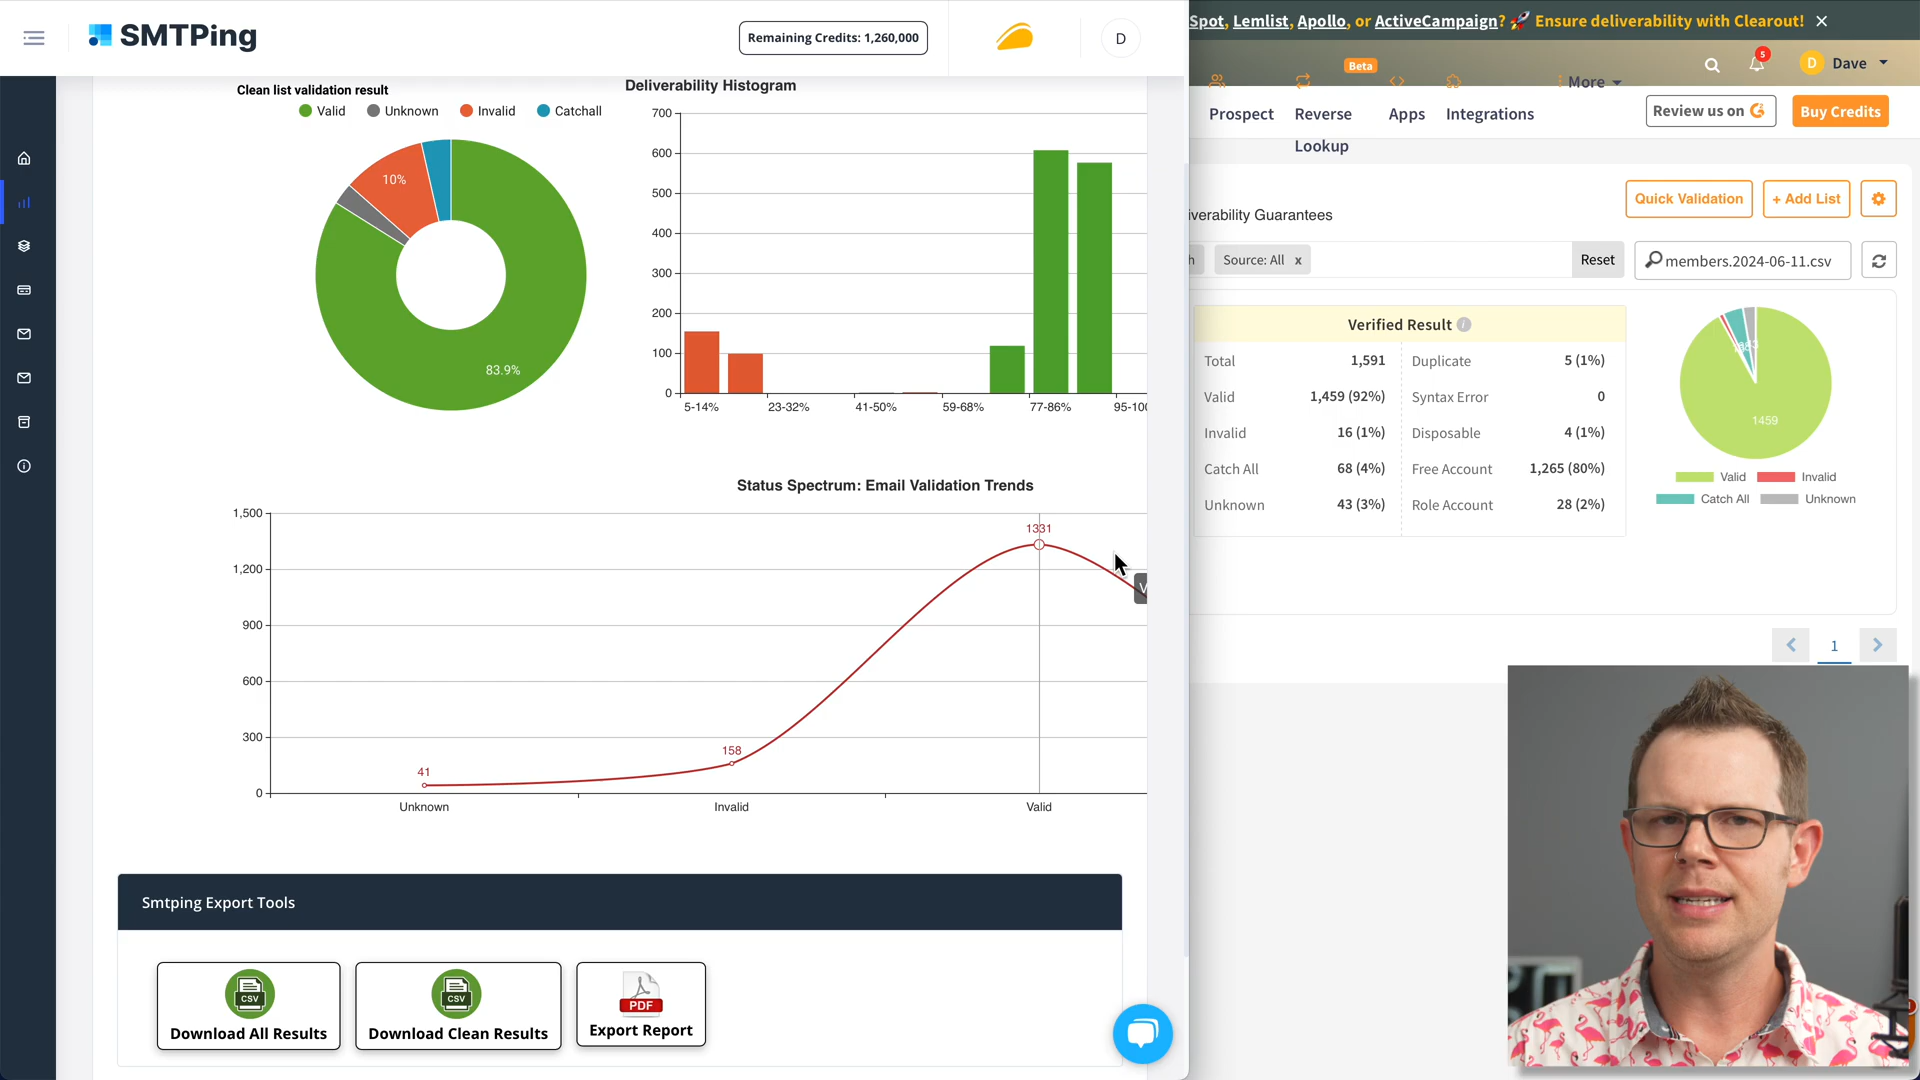 SMTPing
Remaining Credits: 1,260,000
D
Clean list validation result
Valid
Unknown
Invalid
Catchall
10%
83.9%
Deliverability Histogram
700
600
500
400
300
200
100
0
5-14%
23-32%
41-50%
59-68%
77-86%
95-100
Status Spectrum: Email Validation Trends
1,500
1,200
900
600
300
0
41
158
1331
Unknown
Invalid
Valid
V
Smtping Export Tools
CSV
Download All Results
CSV
Download Clean Results
PDF
Export Report
Spot, Lemlist, Apollo, or ActiveCampaign? 🚀 Ensure deliverability with Clearout! ×
5
D
Dave
Beta
More
Prospect
Reverse
Lookup
Apps
Integrations
Review us on G
Buy Credits
Quick Validation
+ Add List
iverability Guarantees
h
Source: All x
Reset
members.2024-06-11.csv
Verified Result i
Total 1,591
Duplicate 5 (1%)
Valid 1,459 (92%)
Syntax Error 0
Invalid 16 (1%)
Disposable 4 (1%)
Catch All 68 (4%)
Free Account 1,265 (80%)
Unknown 43 (3%)
Role Account 28 (2%)
1459
Valid
Invalid
Catch All
Unknown
1